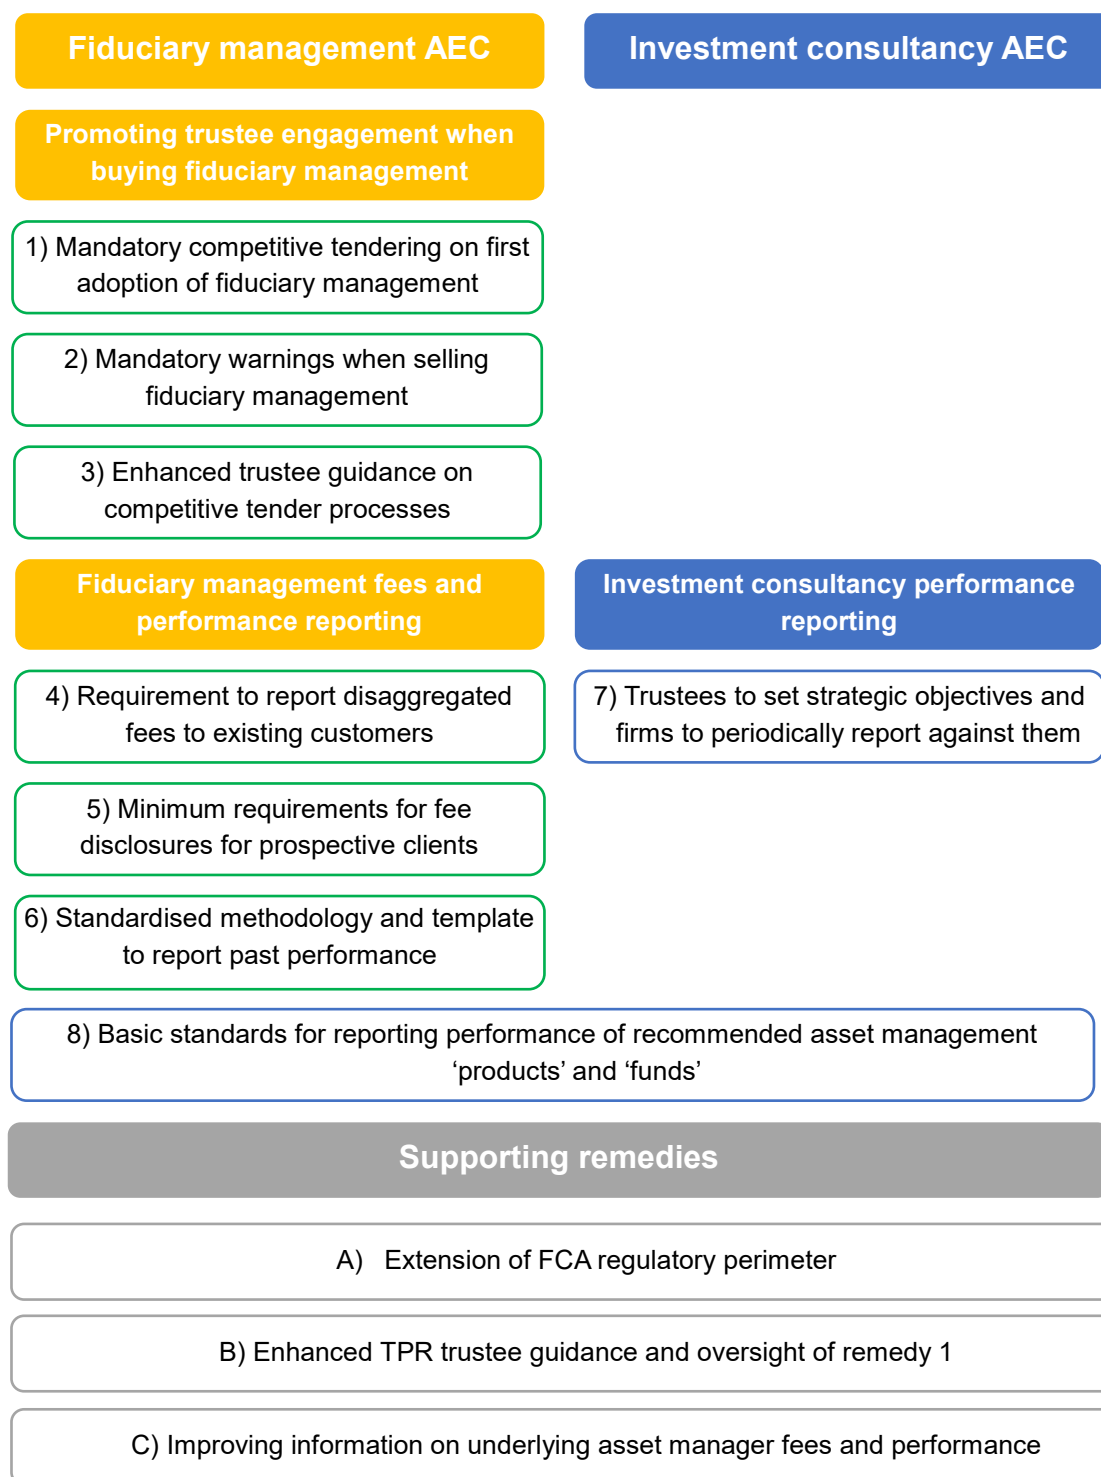 Fiduciary management AEC
Investment consultancy AEC
Promoting trustee engagement when
buying fiduciary management
1) Mandatory competitive tendering on first
adoption of fiduciary management
2) Mandatory warnings when selling
fiduciary management
3) Enhanced trustee guidance on
competitive tender processes
Fiduciary management fees and
performance reporting
Investment consultancy performance
reporting
4) Requirement to report disaggregated
fees to existing customers
7) Trustees to set strategic objectives and
firms to periodically report against them
5) Minimum requirements for fee
disclosures for prospective clients
6) Standardised methodology and template
to report past performance
8) Basic standards for reporting performance of recommended asset management
‘products’ and ‘funds’
Supporting remedies
A) Extension of FCA regulatory perimeter
B) Enhanced TPR trustee guidance and oversight of remedy 1
C) Improving information on underlying asset manager fees and performance